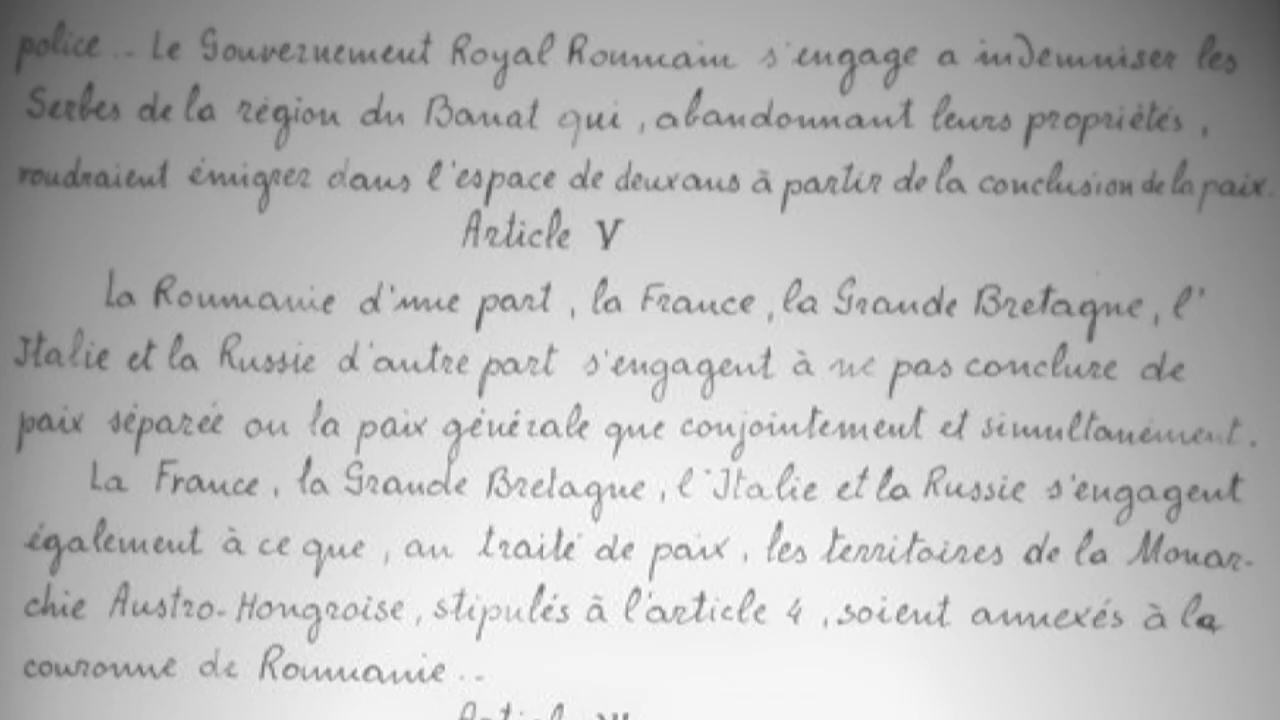 police.. Le Gouvernement Royal Roumain s'engage a indemniser les
Serbes de la région du Banat qui, abandonnant leurs propriétés,
voudraient émigrer dans l'espace de deux ans à partir de la conclusion de la paix.
Article V
La Roumanie d'une part, la France, la Grande Bretagne, l'
Italie et la Russie d'autre part s'engagent à ne pas conclure de
paix séparée ou la paix générale que conjointement et simultanément.
La France, la Grande Bretagne, l'Italie et la Russie s'engagent
également à ce que, au traité de paix, les territoires de la Monar-
chie Austro-Hongroise, stipulés à l'article 4, soient annexés à la
couronne de Roumanie..
Article